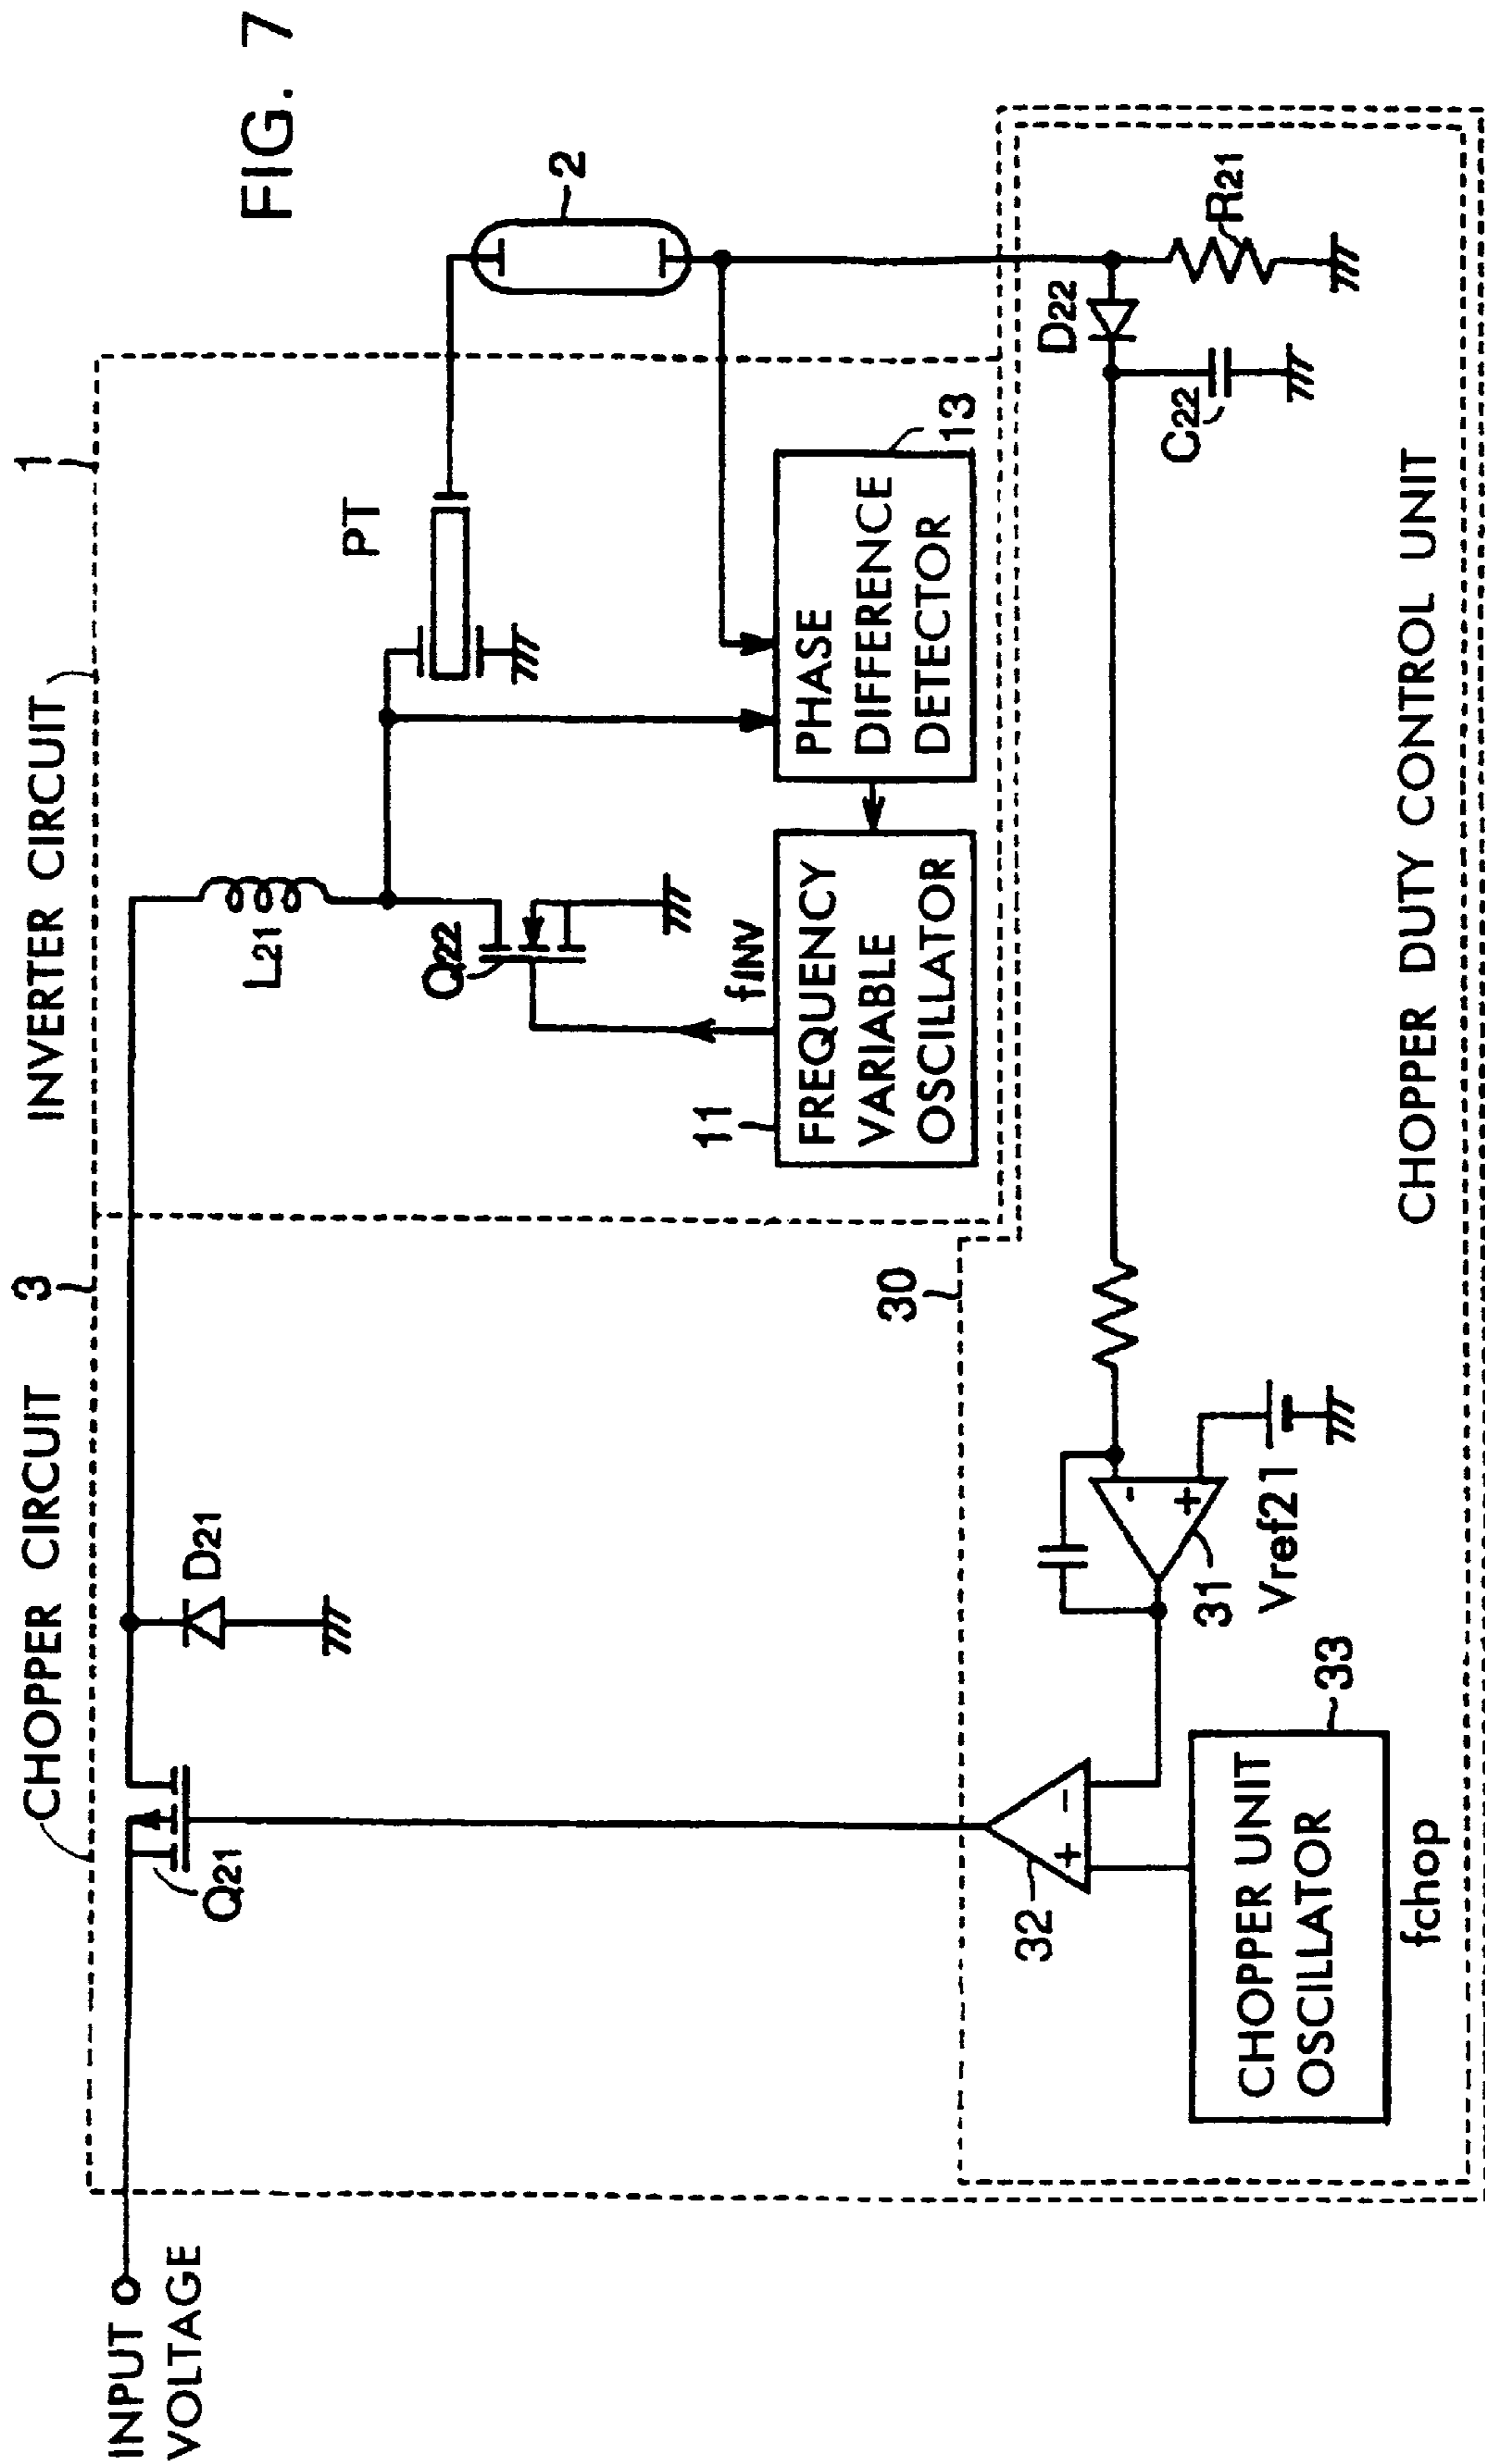 FIG. 7
CHOPPER CIRCUIT
3
INVERTER CIRCUIT
1
INPUT
VOLTAGE
Q21
D21
L21
PT
2
Q22
fINV
11
FREQUENCY
VARIABLE
OSCILLATOR
PHASE
DIFFERENCE
DETECTOR
13
30
32
+
-
31
-
+
Vref21
D22
C22
R21
33
CHOPPER UNIT
OSCILLATOR
fchop
CHOPPER DUTY CONTROL UNIT